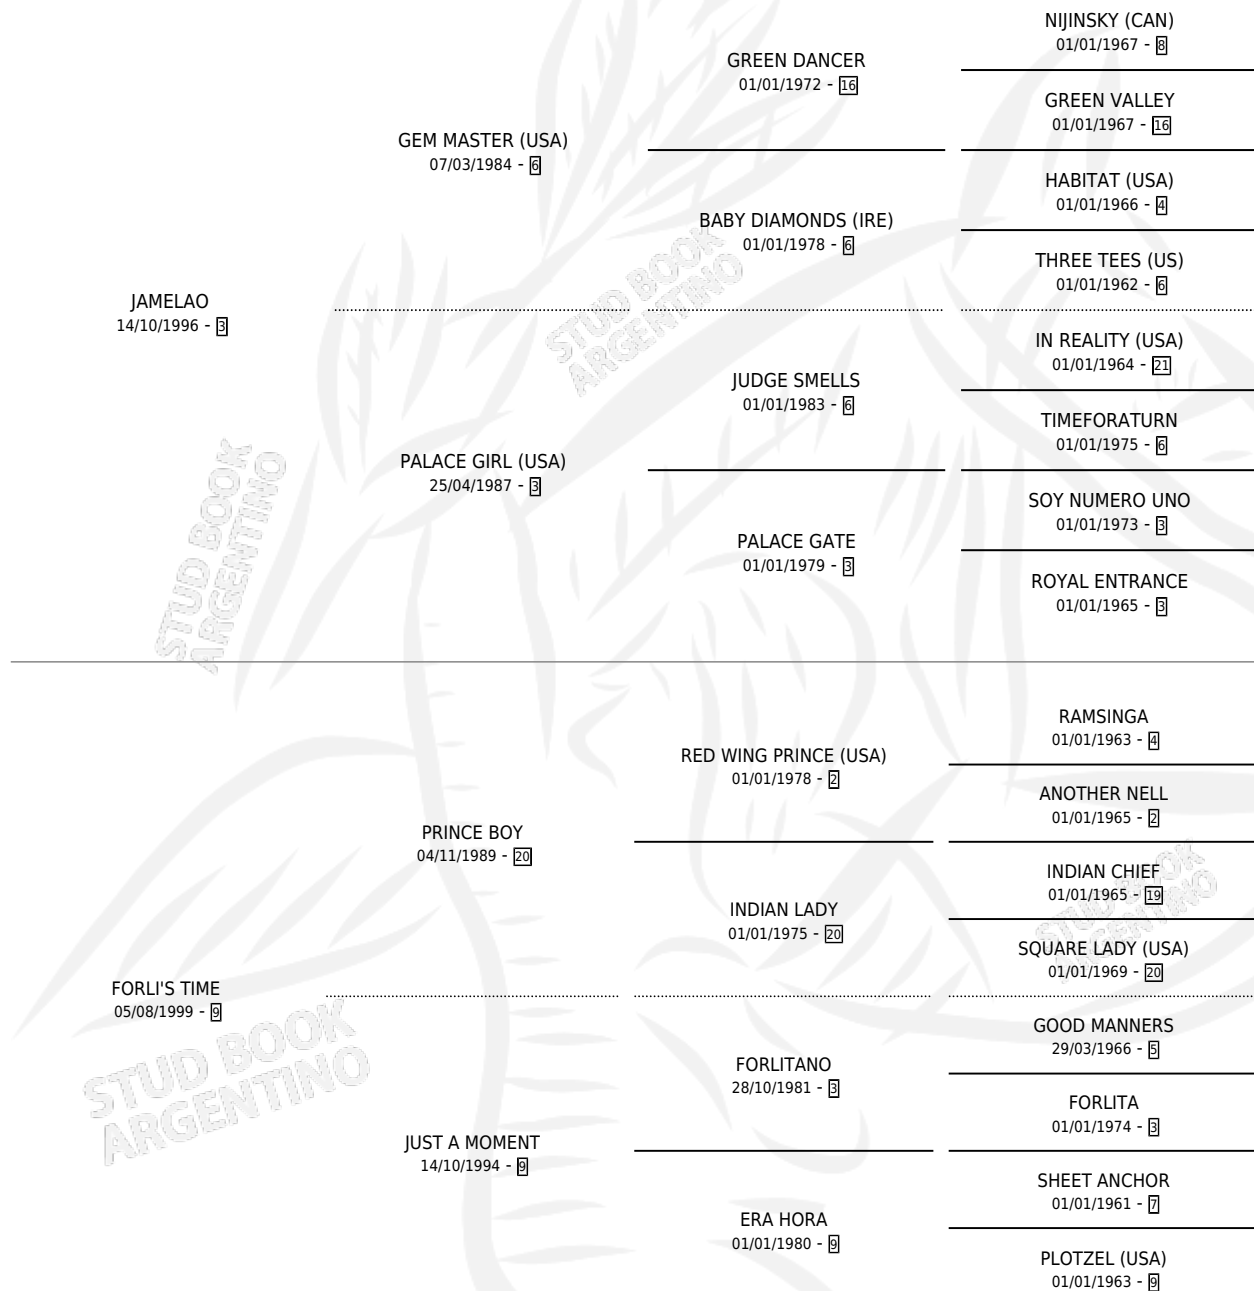 NIJINSKY (CAN)
01/01/1967 - 8
GREEN DANCER
01/01/1972 - 16
GREEN VALLEY
01/01/1967 - 16
GEM MASTER (USA)
07/03/1984 - 6
HABITAT (USA)
01/01/1966 - 4
BABY DIAMONDS (IRE)
01/01/1978 - 6
THREE TEES (US)
01/01/1962 - 6
JAMELAO
14/10/1996 - 3
IN REALITY (USA)
01/01/1964 - 21
JUDGE SMELLS
01/01/1983 - 6
TIMEFORATURN
01/01/1975 - 6
PALACE GIRL (USA)
25/04/1987 - 3
SOY NUMERO UNO
01/01/1973 - 3
PALACE GATE
01/01/1979 - 3
ROYAL ENTRANCE
01/01/1965 - 3
RAMSINGA
01/01/1963 - 4
RED WING PRINCE (USA)
01/01/1978 - 2
ANOTHER NELL
01/01/1965 - 2
PRINCE BOY
04/11/1989 - 20
INDIAN CHIEF
01/01/1965 - 19
INDIAN LADY
01/01/1975 - 20
SQUARE LADY (USA)
01/01/1969 - 20
FORLI'S TIME
05/08/1999 - 9
GOOD MANNERS
29/03/1966 - 5
FORLITANO
28/10/1981 - 3
FORLITA
01/01/1974 - 3
JUST A MOMENT
14/10/1994 - 9
SHEET ANCHOR
01/01/1961 - 7
ERA HORA
01/01/1980 - 9
PLOTZEL (USA)
01/01/1963 - 9
STUD BOOK
ARGENTINO
STUD BOOK
ARGENTINO
STUD BOOK
ARGENTINO
STUD BOOK
ARGENTINO